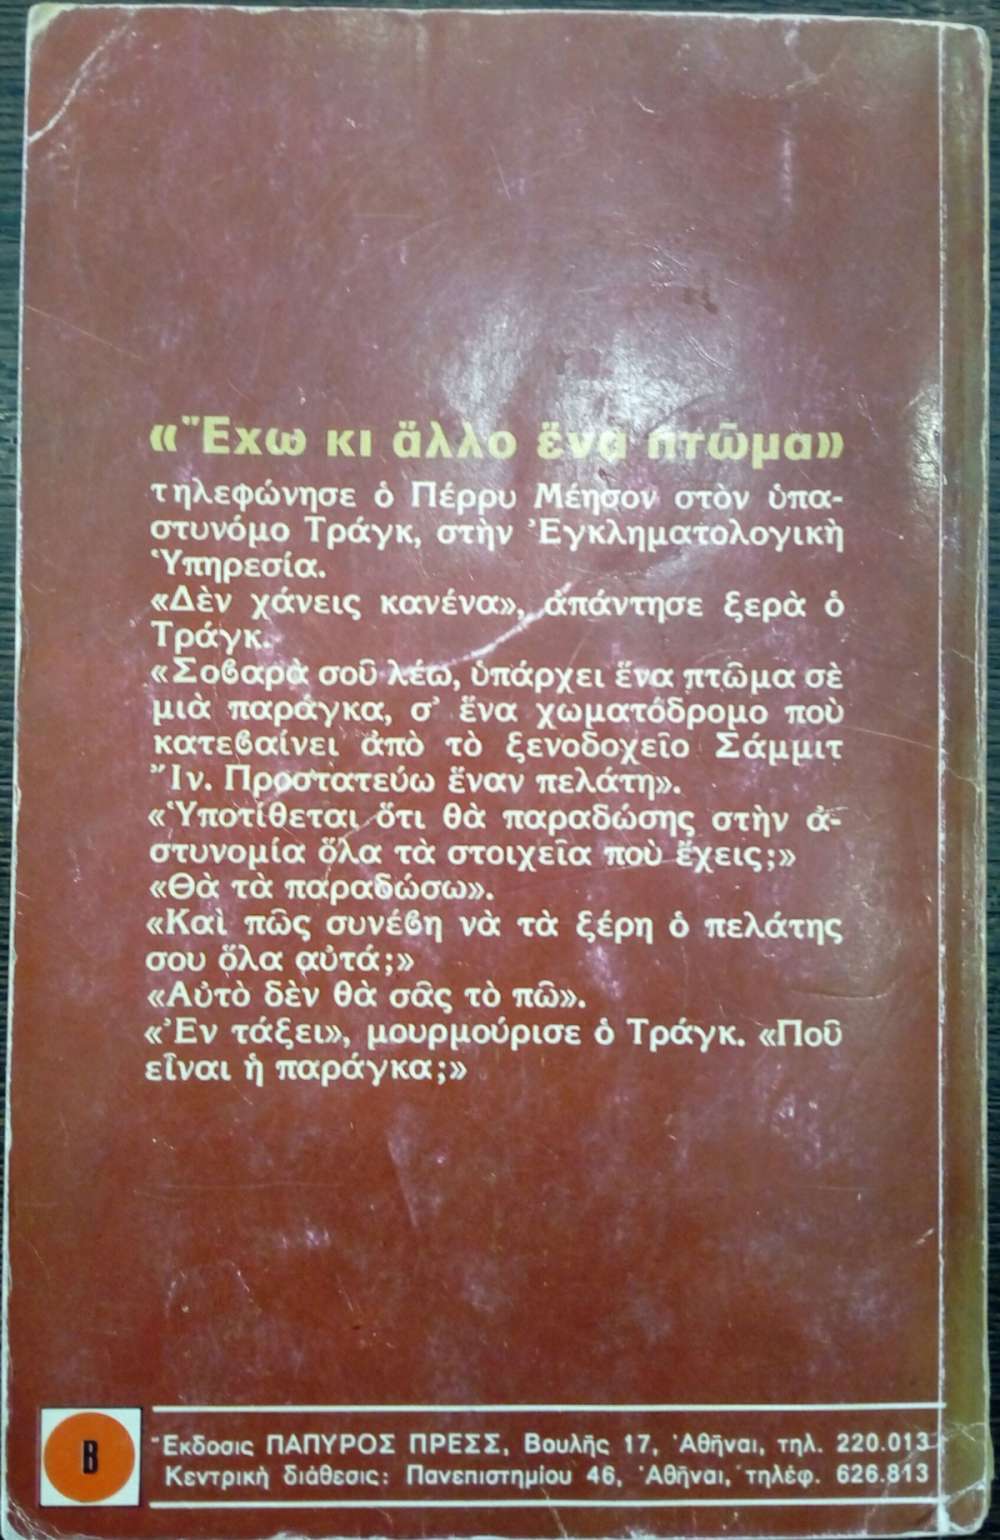 «Ἔχω κι ἄλλο ἕνα πτῶμα»
τηλεφώνησε ὁ Πέρρυ Μέησον στὸν ὑπα-
στυνόμο Τράγκ, στὴν Ἐγκληματολογικὴ
Ὑπηρεσία.
«Δὲν χάνεις κανένα», ἀπάντησε ξερὰ ὁ
Τράγκ.
«Σοβαρὰ σοῦ λέω, ὑπάρχει ἕνα πτῶμα σὲ
μιὰ παράγκα, σ' ἕνα χωματόδρομο ποὺ
κατεβαίνει ἀπὸ τὸ ξενοδοχεῖο Σάμμιτ
Ἴν. Προστατεύω ἕναν πελάτη».
«Ὑποτίθεται ὅτι θὰ παραδώσης στὴν ἀ-
στυνομία ὅλα τὰ στοιχεῖα ποὺ ἔχεις;»
«Θὰ τὰ παραδώσω».
«Καὶ πῶς συνέβη νὰ τὰ ξέρη ὁ πελάτης
σου ὅλα αὐτά;»
«Αὐτὸ δὲν θὰ σᾶς τὸ πῶ».
«Ἐν τάξει», μουρμούρισε ὁ Τράγκ. «Ποῦ
εἶναι ἡ παράγκα;»
Β
Ἔκδοσις ΠΑΠΥΡΟΣ ΠΡΕΣΣ, Βουλῆς 17, Ἀθῆναι, τηλ. 220.013
Κεντρικὴ διάθεσις: Πανεπιστημίου 46, Ἀθῆναι, τηλέφ. 626.813